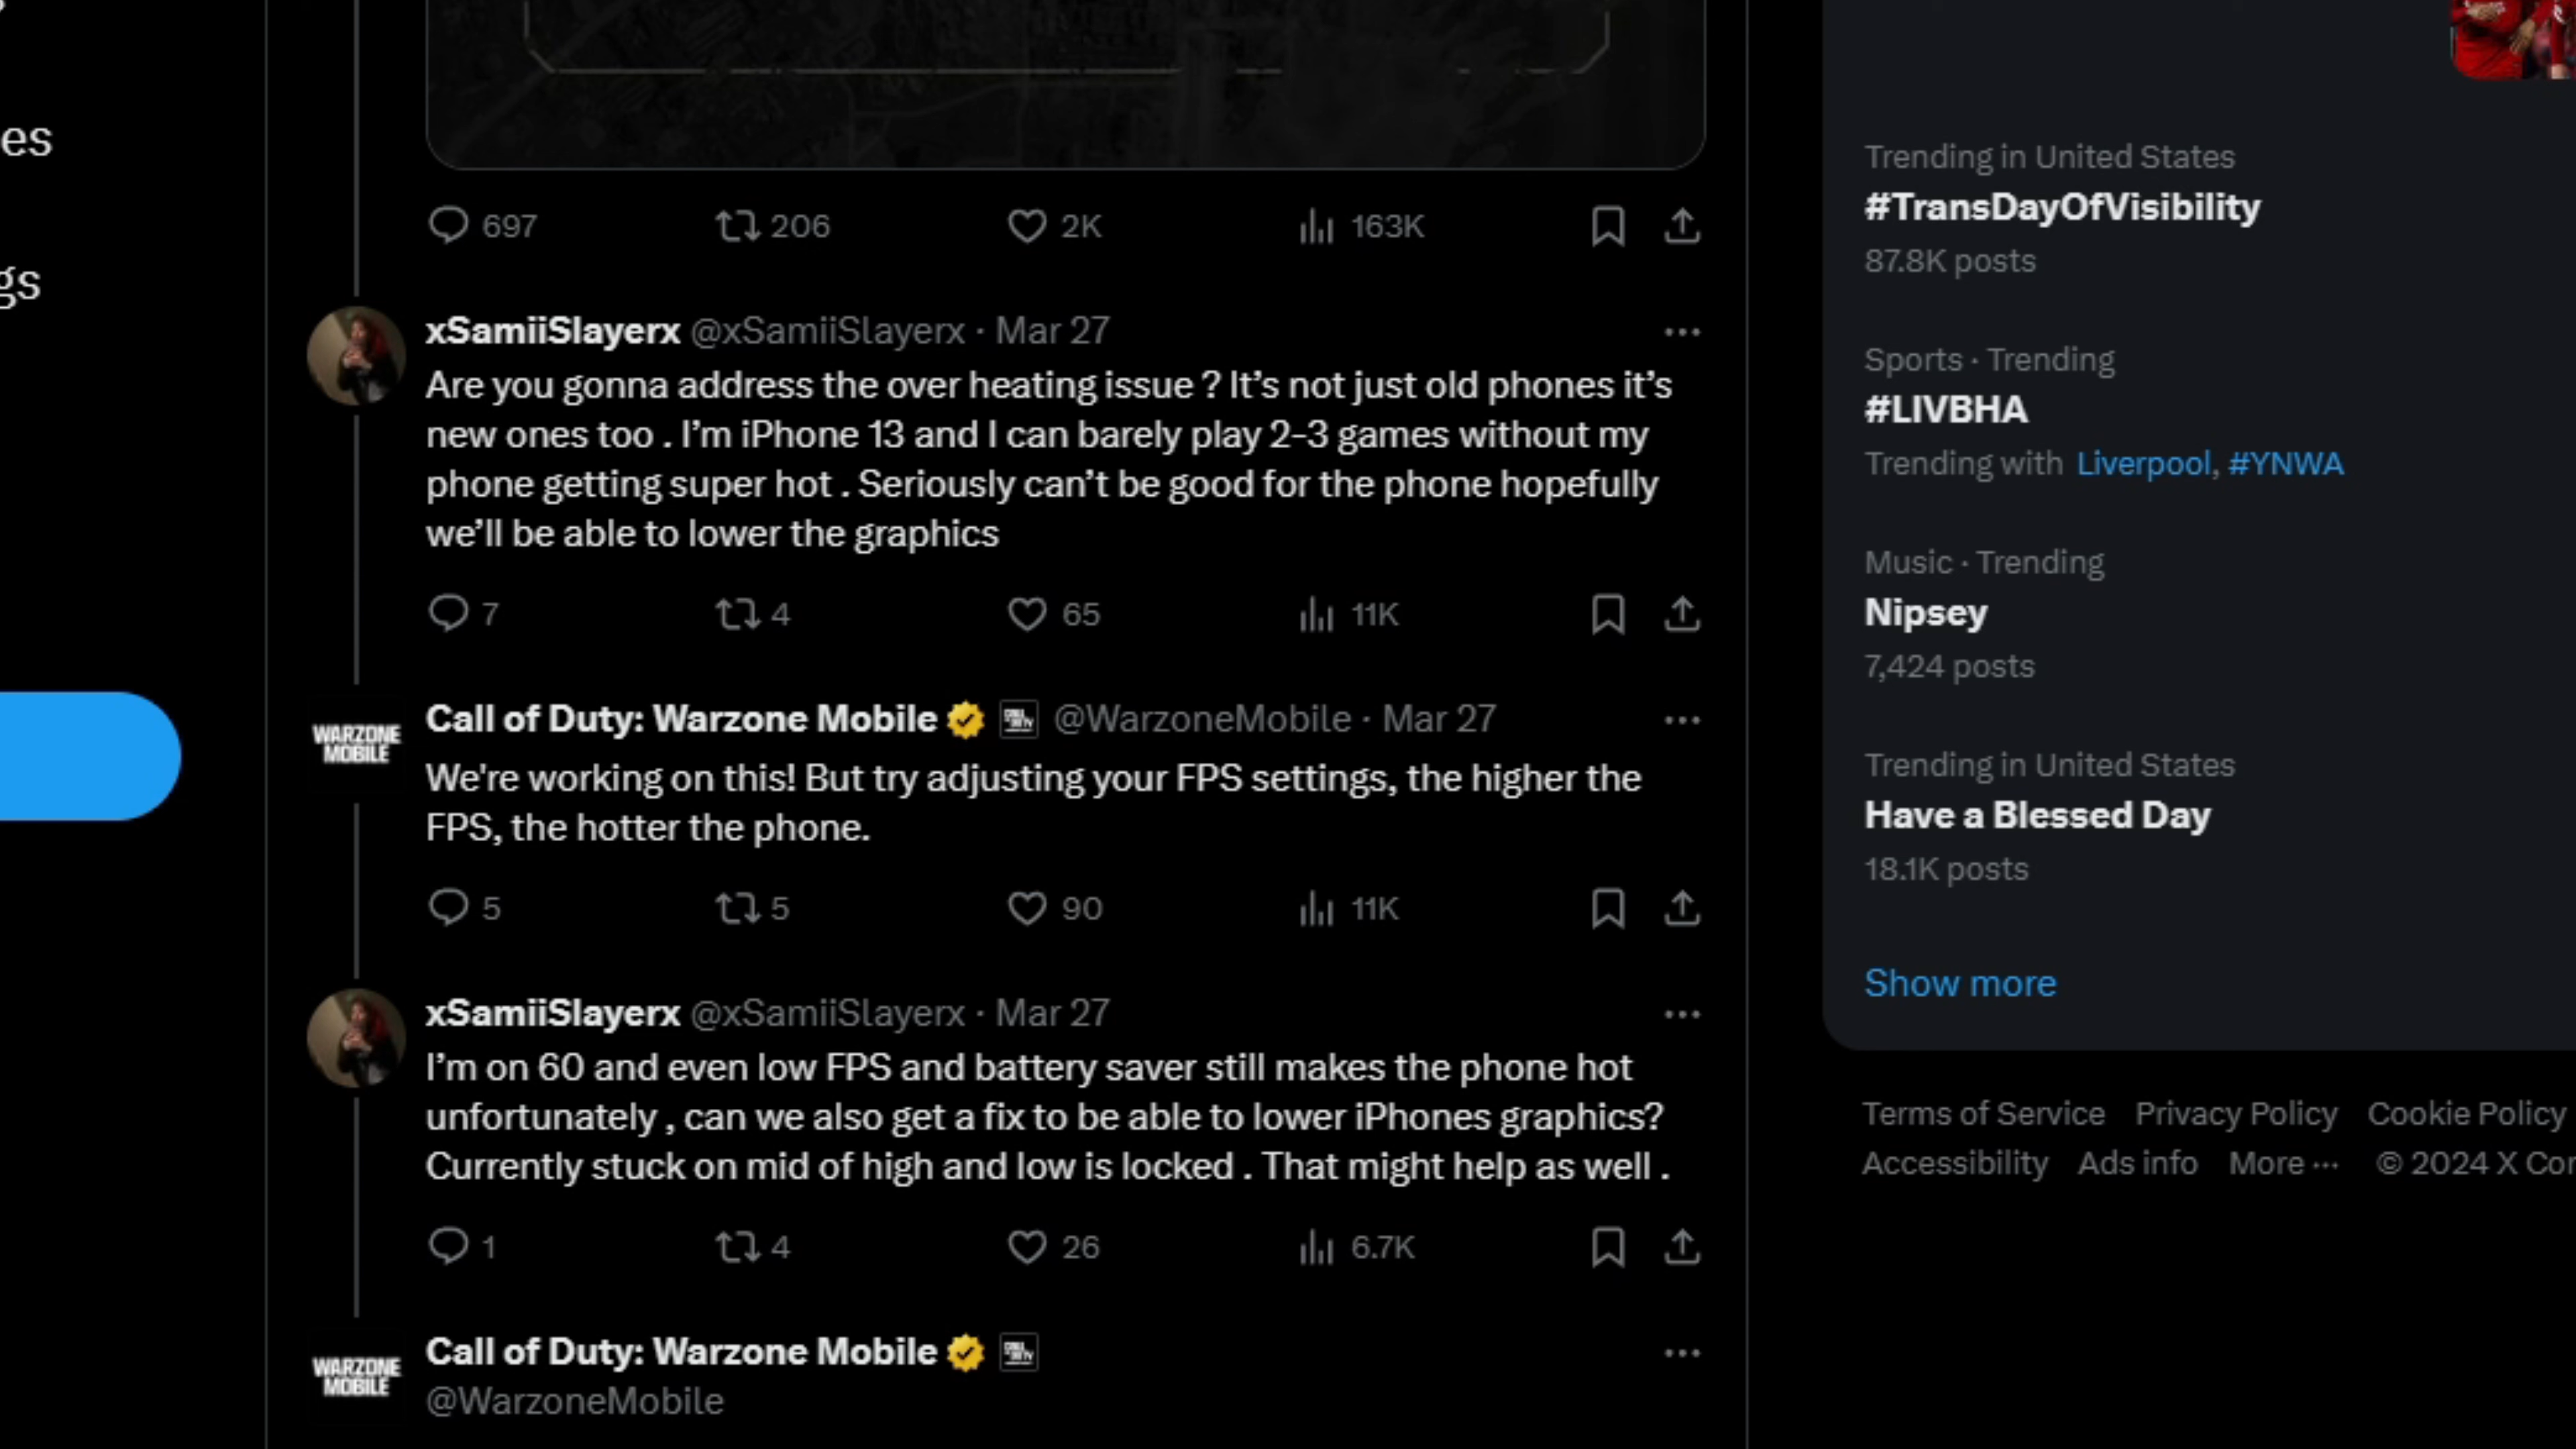 es
gs
697 206 2K 163K
xSamiiSlayerx @xSamiiSlayerx · Mar 27
Are you gonna address the over heating issue ? It’s not just old phones it’s
new ones too . I’m iPhone 13 and I can barely play 2-3 games without my
phone getting super hot . Seriously can’t be good for the phone hopefully
we’ll be able to lower the graphics
7 4 65 11K
WARZONE
MOBILE
Call of Duty: Warzone Mobile @WarzoneMobile · Mar 27
We're working on this! But try adjusting your FPS settings, the higher the
FPS, the hotter the phone.
5 5 90 11K
xSamiiSlayerx @xSamiiSlayerx · Mar 27
I’m on 60 and even low FPS and battery saver still makes the phone hot
unfortunately , can we also get a fix to be able to lower iPhones graphics?
Currently stuck on mid of high and low is locked . That might help as well .
1 4 26 6.7K
WARZONE
MOBILE
Call of Duty: Warzone Mobile
@WarzoneMobile
Trending in United States
#TransDayOfVisibility
87.8K posts
Sports · Trending
#LIVBHA
Trending with Liverpool, #YNWA
Music · Trending
Nipsey
7,424 posts
Trending in United States
Have a Blessed Day
18.1K posts
Show more
Terms of Service Privacy Policy Cookie Policy
Accessibility Ads info More ··· © 2024 X Cor